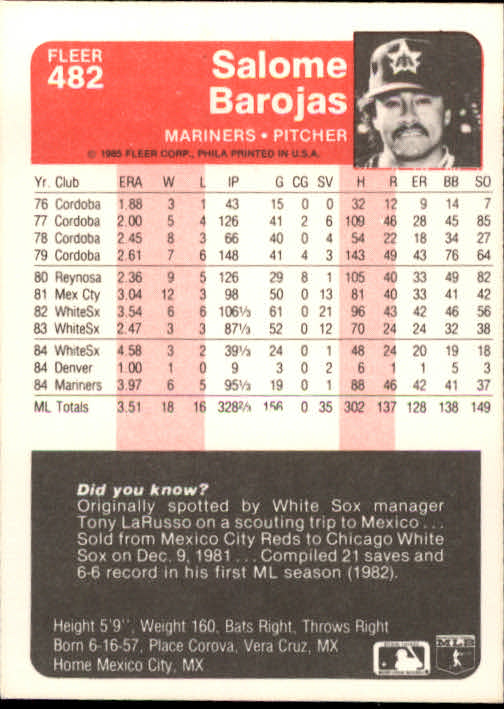 FLEER
482
Salome
Barojas
MARINERS • PITCHER
© 1985 FLEER CORP., PHILA PRINTED IN U.S.A.
Yr. Club ERA W L IP G CG SV H R ER BB SO
76 Cordoba 1.88 3 1 43 15 0 0 32 12 9 14 7
77 Cordoba 2.00 5 4 126 41 2 6 109 46 28 45 85
78 Cordoba 2.45 8 3 66 40 0 4 54 22 18 34 27
79 Cordoba 2.61 7 6 148 41 4 3 143 49 43 76 64
80 Reynosa 2.36 9 5 126 29 8 1 105 40 33 49 82
81 Mex Cty 3.04 12 3 98 50 0 13 81 40 33 41 42
82 WhiteSx 3.54 6 6 106⅓ 61 0 21 96 43 42 46 56
83 WhiteSx 2.47 3 3 87⅓ 52 0 12 70 24 24 32 38
84 WhiteSx 4.58 3 2 39⅓ 24 0 1 48 24 20 19 18
84 Denver 1.00 1 0 9 3 0 2 6 1 1 5 3
84 Mariners 3.97 6 5 95⅓ 19 0 1 88 46 42 41 37
ML Totals 3.51 18 16 328⅔ 156 0 35 302 137 128 138 149
Did you know?
Originally spotted by White Sox manager
Tony LaRusso on a scouting trip to Mexico...
Sold from Mexico City Reds to Chicago White
Sox on Dec. 9, 1981... Compiled 21 saves and
6-6 record in his first ML season (1982).
Height 5'9'', Weight 160, Bats Right, Throws Right
Born 6-16-57, Place Corova, Vera Cruz, MX
Home Mexico City, MX